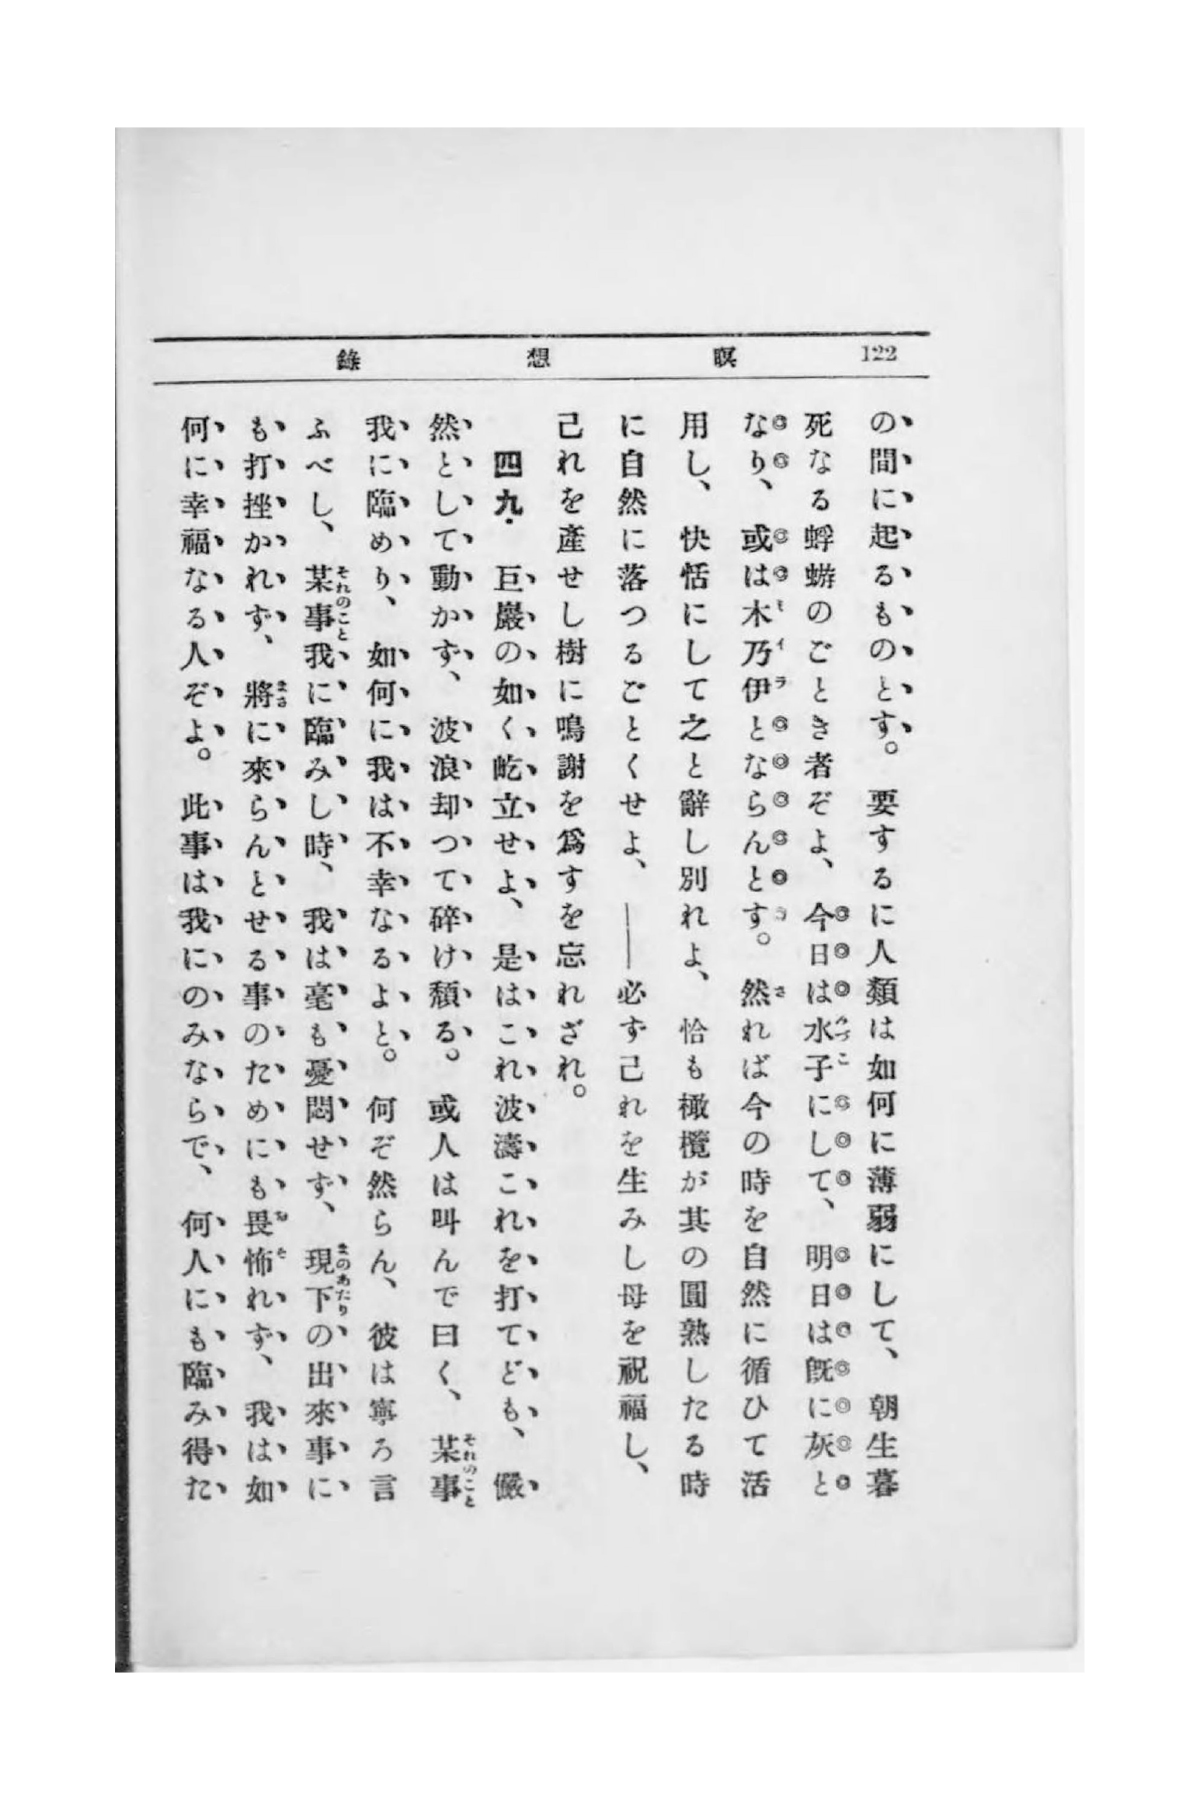 122 瞑想錄
の間に起るものとす。要するに人類は如何に薄弱にして、朝生暮
死なる蜉蝣のごとき者ぞよ、今日は水子にして、明日は旣に灰と
なり、或は木乃伊とならんとす。然れば今の時を自然に循ひて活
用し、快恬にして之と辭し別れよ、恰も橄欖が其の圓熟したる時
に自然に落つるごとくせよ、――必ず己れを生みし母を祝福し、
己れを產せし樹に鳴謝を爲すを忘れざれ。
四九. 巨巖の如く屹立せよ、是はこれ波濤これを打てども、儼
然として動かず、波浪却つて碎け頽る。或人は叫んで曰く、某事
我に臨めり、如何に我は不幸なるよと。何ぞ然らん、彼は寧ろ言
ふべし、某事我に臨みし時、我は毫も憂悶せず、現下の出來事に
も打挫かれず、將に來らんとせる事のためにも畏怖れず、我は如
何に幸福なる人ぞよ。此事は我にのみならで、何人にも臨み得た